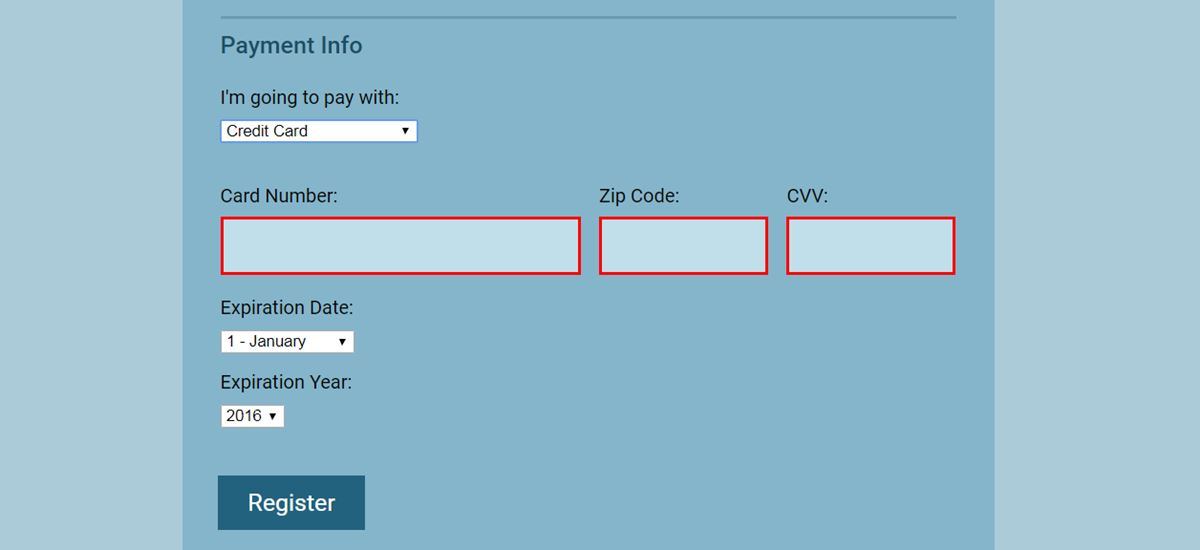 Payment Info
I'm going to pay with:
Credit Card
Card Number: Zip Code: CVV:
Expiration Date:
1 - January
Expiration Year:
2016
Register